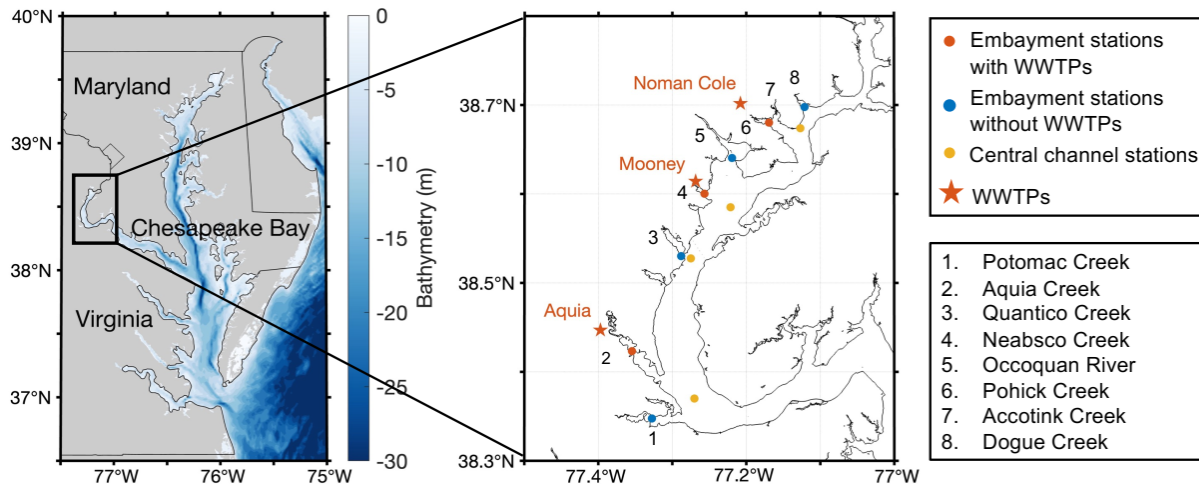 40°N
39°N
38°N
37°N
77°W
76°W
75°W
Maryland
Chesapeake Bay
Virginia
0
-5
-10
-15
-20
-25
-30
Bathymetry (m)
38.7°N
38.5°N
38.3°N
77.4°W
77.2°W
77°W
Noman Cole
7
8
6
5
Mooney
4
3
Aquia
2
1
Embayment stations
with WWTPs
Embayment stations
without WWTPs
Central channel stations
WWTPs
1. Potomac Creek
2. Aquia Creek
3. Quantico Creek
4. Neabsco Creek
5. Occoquan River
6. Pohick Creek
7. Accotink Creek
8. Dogue Creek